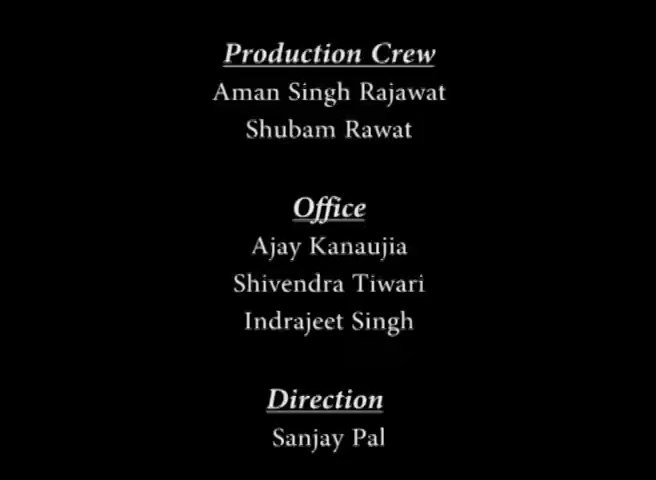 Production Crew
Aman Singh Rajawat
Shubam Rawat
Office
Ajay Kanaujia
Shivendra Tiwari
Indrajeet Singh
Direction
Sanjay Pal